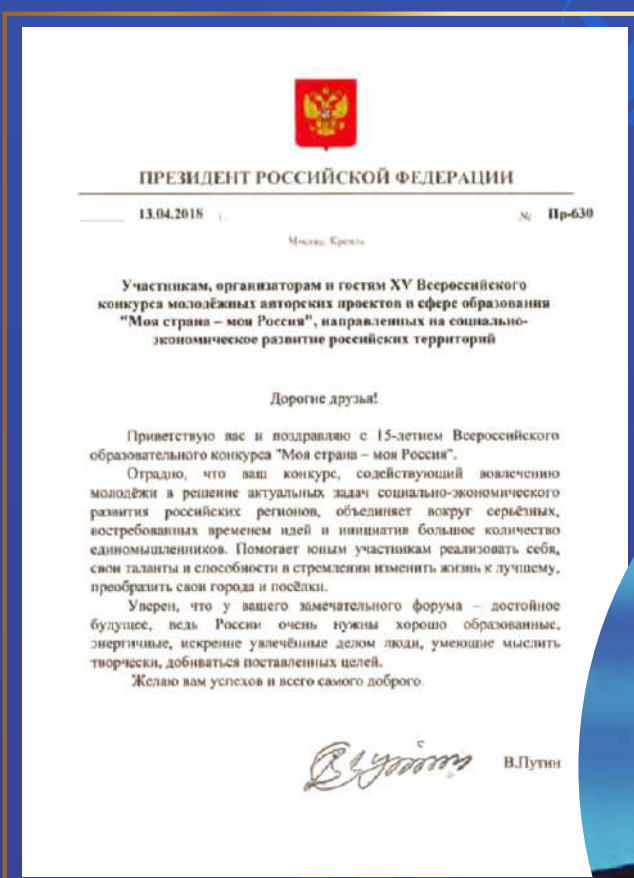 ПРЕЗИДЕНТ РОССИЙСКОЙ ФЕДЕРАЦИИ
13.04.2018 г. № Пр-630
Москва, Кремль
Участникам, организаторам и гостям XV Всероссийского
конкурса молодёжных авторских проектов в сфере образования
"Моя страна – моя Россия", направленных на социально-
экономическое развитие российских территорий
Дорогие друзья!
Приветствую вас и поздравляю с 15-летием Всероссийского
образовательного конкурса "Моя страна – моя Россия".
Отрадно, что ваш конкурс, содействующий вовлечению
молодёжи в решение актуальных задач социально-экономического
развития российских регионов, объединяет вокруг серьёзных,
востребованных временем идей и инициатив большое количество
единомышленников. Помогает юным участникам реализовать себя,
свои таланты и способности в стремлении изменить жизнь к лучшему,
преобразить свои города и посёлки.
Уверен, что у вашего замечательного форума – достойное
будущее, ведь России очень нужны хорошо образованные,
энергичные, искренне увлечённые делом люди, умеющие мыслить
творчески, добиваться поставленных целей.
Желаю вам успехов и всего самого доброго.
В.Путин